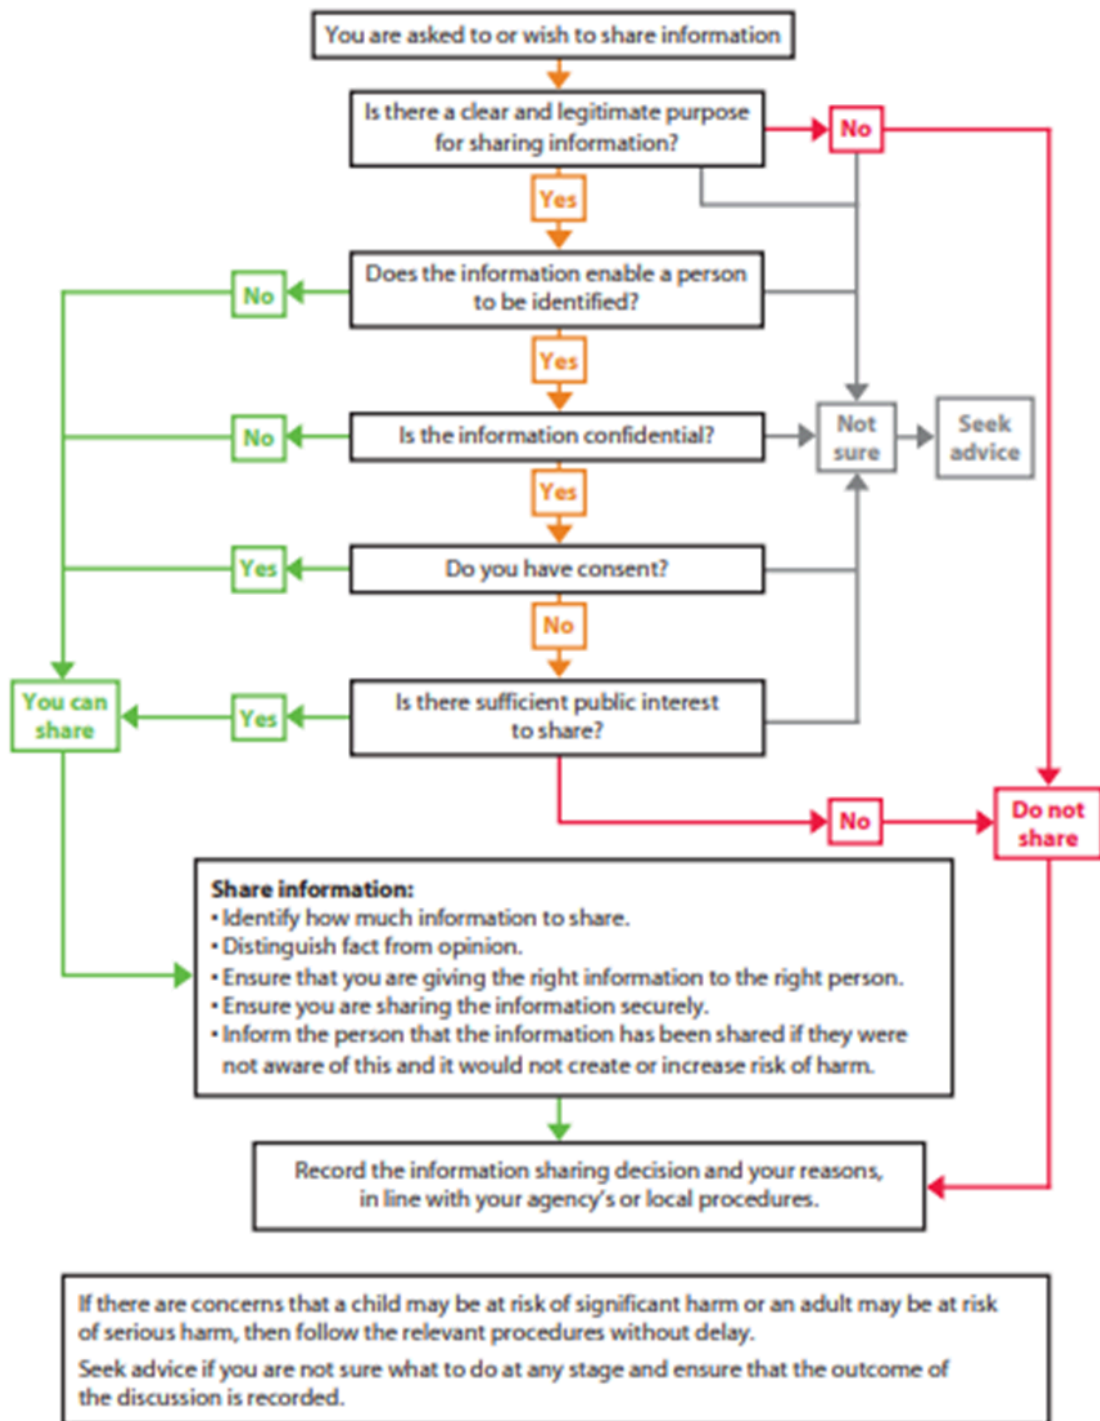 You are asked to or wish to share information
Is there a clear and legitimate purpose
for sharing information?
No
Yes
Does the information enable a person
to be identified?
No
Yes
Is the information confidential?
No
Not
sure
Seek
advice
Yes
Do you have consent?
Yes
No
Is there sufficient public interest
to share?
Yes
You can
share
No
Do not
share
Share information:
• Identify how much information to share.
• Distinguish fact from opinion.
• Ensure that you are giving the right information to the right person.
• Ensure you are sharing the information securely.
• Inform the person that the information has been shared if they were
not aware of this and it would not create or increase risk of harm.
Record the information sharing decision and your reasons,
in line with your agency's or local procedures.
If there are concerns that a child may be at risk of significant harm or an adult may be at risk
of serious harm, then follow the relevant procedures without delay.
Seek advice if you are not sure what to do at any stage and ensure that the outcome of
the discussion is recorded.